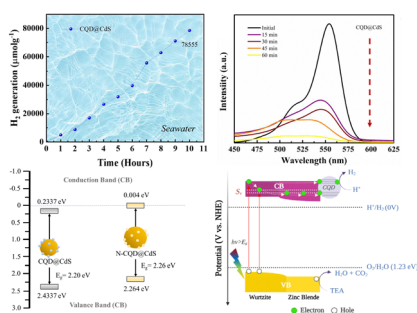 CQD@CdS
78555
Seawater
80000
60000
40000
20000
0
0 1 2 3 4 5 6 7 8 9 10 11
H₂ generation (μmolg⁻¹)
Time (Hours)
Initial
15 min
30 min
45 min
60 min
CQD@CdS
Intensity (a.u.)
450 475 500 525 550 575 600 625
Wavelength (nm)
Conduction Band (CB)
-1.0
0
0.5
1.0
1.5
2.0
2.5
3.0
0.2337 eV
0.004 eV
CQD@CdS
N-CQD@CdS
Eg= 2.20 eV
Eg= 2.26 eV
2.4337 eV
2.264 eV
Valance Band (CB)
Potential (V vs. NHE)
CB
CQD
H₂
H⁺
H⁺/H₂ (0V)
hν>Eg
O₂/H₂O (1.23 eV)
H₂O + CO₂
VB
TEA
Wurtzite
Zinc Blende
Electron
Hole